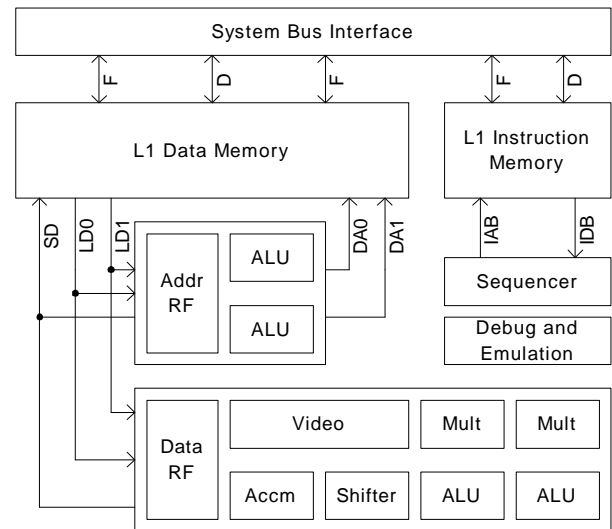 System Bus Interface
F
D
F
F
D
L1 Data Memory
L1 Instruction
Memory
SD
LD0
LD1
DA0
DA1
IAB
IDB
Addr
RF
ALU
ALU
Sequencer
Debug and
Emulation
Data
RF
Video
Mult
Mult
Accm
Shifter
ALU
ALU